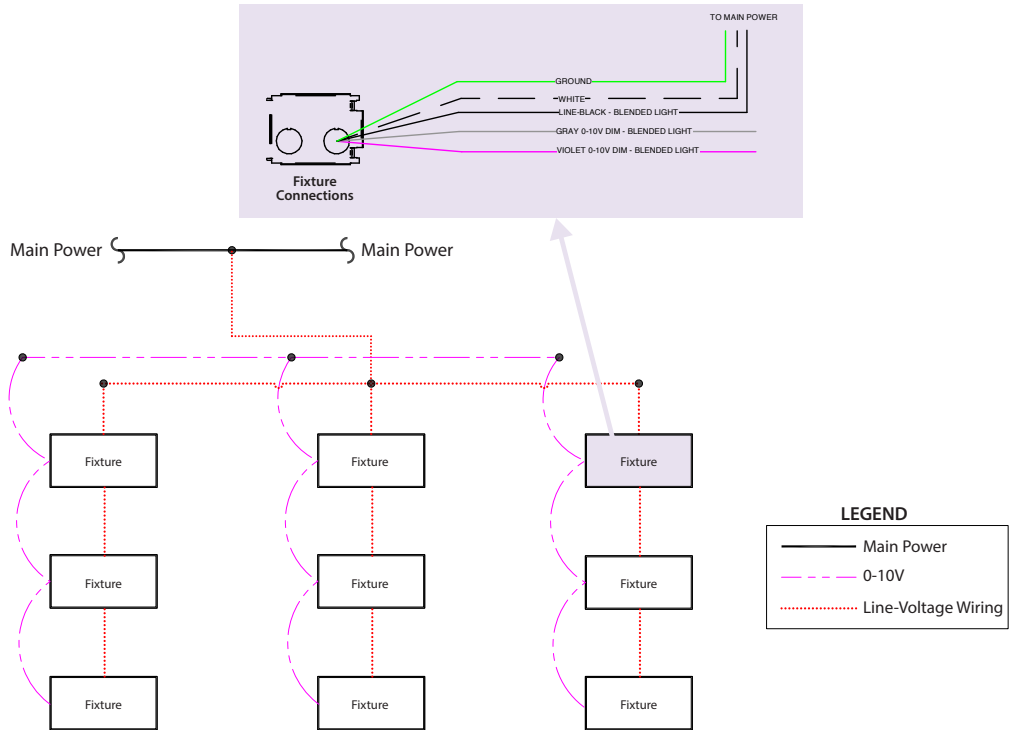 TO MAIN POWER
GROUND
WHITE
LINE-BLACK - BLENDED LIGHT
GRAY 0-10V DIM - BLENDED LIGHT
VIOLET 0-10V DIM - BLENDED LIGHT
Fixture
Connections
Main Power
Main Power
Fixture
Fixture
Fixture
Fixture
Fixture
Fixture
Fixture
Fixture
Fixture
LEGEND
Main Power
0-10V
Line-Voltage Wiring